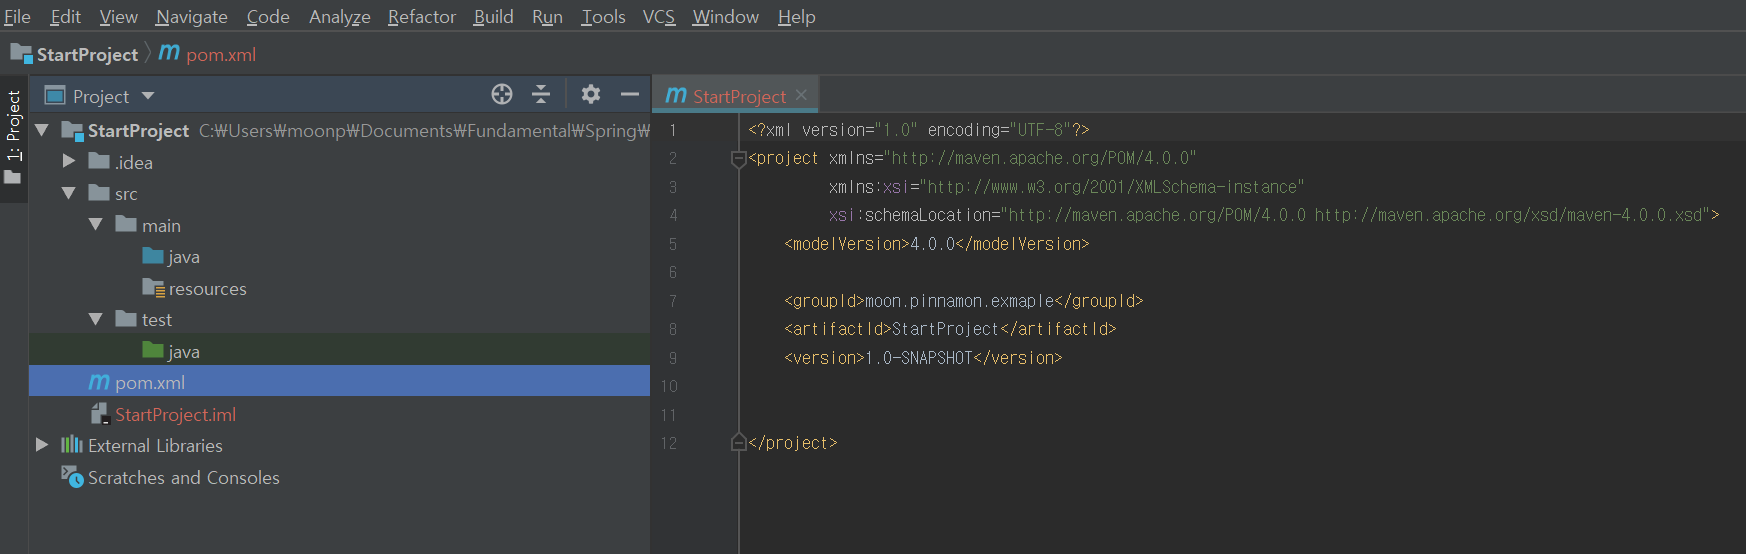 File Edit View Navigate Code Analyze Refactor Build Run Tools VCS Window Help
StartProject m pom.xml
1: Project
Project
StartProject C:₩Users₩moonp₩Documents₩Fundamental₩Spring₩
.idea
src
main
java
resources
test
java
m pom.xml
StartProject.iml
External Libraries
Scratches and Consoles
m StartProject ×
1 <?xml version="1.0" encoding="UTF-8"?>
2 <project xmlns="http://maven.apache.org/POM/4.0.0"
3 xmlns:xsi="http://www.w3.org/2001/XMLSchema-instance"
4 xsi:schemaLocation="http://maven.apache.org/POM/4.0.0 http://maven.apache.org/xsd/maven-4.0.0.xsd">
5 <modelVersion>4.0.0</modelVersion>
6
7 <groupId>moon.pinnamon.exmaple</groupId>
8 <artifactId>StartProject</artifactId>
9 <version>1.0-SNAPSHOT</version>
10
11
12 </project>